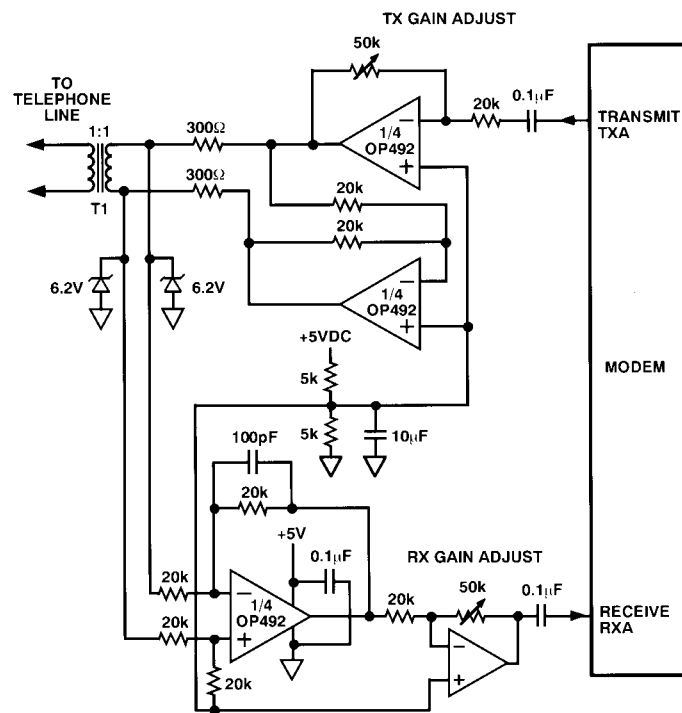 TX GAIN ADJUST
50k
TO
TELEPHONE
LINE
1:1
300Ω
1/4
OP492
20k
0.1μF
TRANSMIT
TXA
300Ω
T1
20k
20k
6.2V
6.2V
1/4
OP492
+5VDC
5k
MODEM
5k
10μF
100pF
20k
+5V
0.1μF
RX GAIN ADJUST
20k
1/4
OP492
20k
50k
0.1μF
RECEIVE
RXA
20k
20k